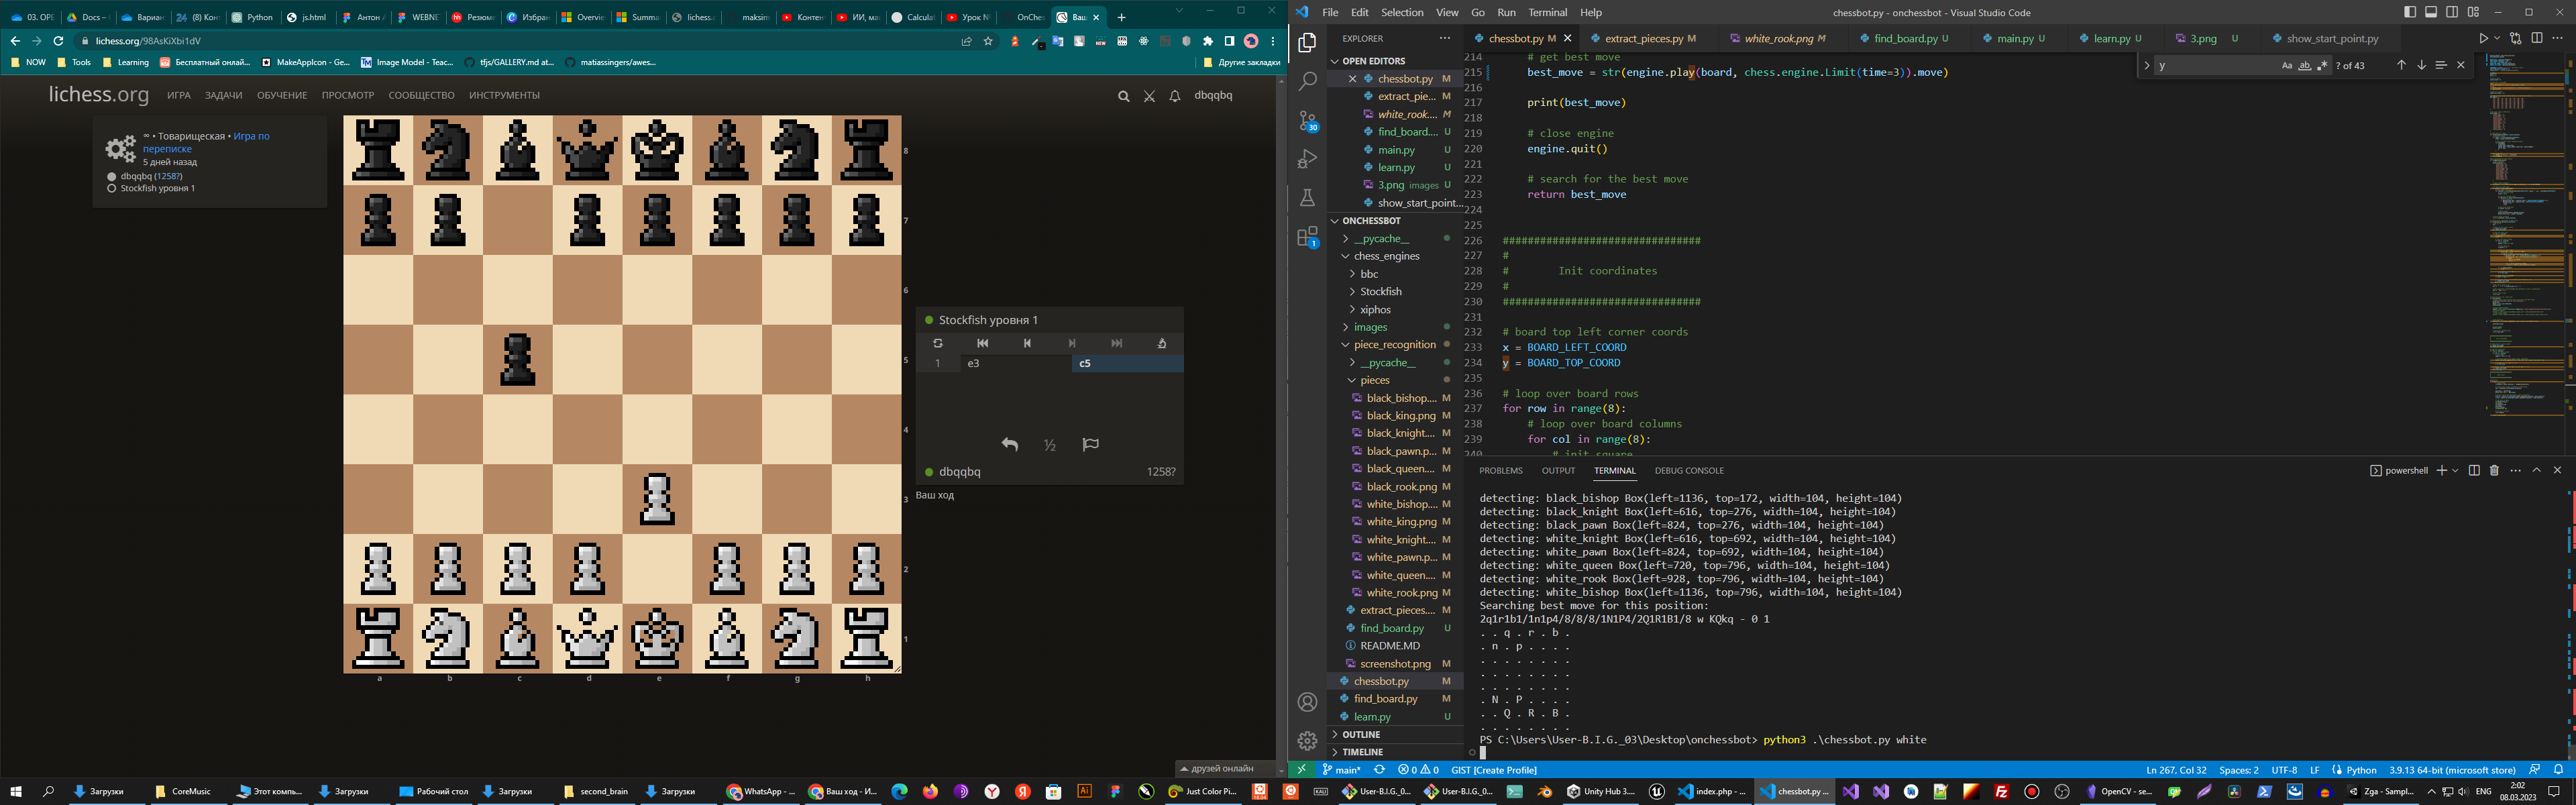 03. OPE
Docs –
Вариан
(8) Кон
Python
js.html
Антон
WEBNE
Резюме
Избран
Overvie
Summa
lichess.
maksim
Контен
ИИ, ма
Calculat
Урок №
OnChes
Ваш
lichess.org/98AsKiXbi1dV
NOW
Tools
Learning
Бесплатный онлай...
MakeAppIcon - Ge...
Image Model - Teac...
tfjs/GALLERY.md at...
matiassingers/awes...
Другие закладки
lichess.org
ИГРА
ЗАДАЧИ
ОБУЧЕНИЕ
ПРОСМОТР
СООБЩЕСТВО
ИНСТРУМЕНТЫ
dbqqbq
∞ • Товарищеская • Игра по
переписке
5 дней назад
dbqqbq (1258?)
Stockfish уровня 1
8
7
6
5
4
3
2
1
a b c d e f g h
Stockfish уровня 1
1 e3 c5
½
dbqqbq 1258?
Ваш ход
друзей онлайн
File Edit Selection View Go Run Terminal Help
chessbot.py - onchessbot - Visual Studio Code
EXPLORER
OPEN EDITORS
chessbot.py M
extract_pie... M
white_rook.... M
find_board.... U
main.py U
learn.py U
3.png images U
show_start_point...
ONCHESSBOT
__pycache__
chess_engines
bbc
Stockfish
xiphos
images
piece_recognition
__pycache__
pieces
black_bishop.... M
black_king.png M
black_knight.... M
black_pawn.p... M
black_queen.... M
black_rook.png M
white_bishop.... M
white_king.png M
white_knight.... M
white_pawn.p... M
white_queen.... M
white_rook.png M
extract_pieces.... M
find_board.py U
README.MD
screenshot.png M
chessbot.py M
find_board.py M
learn.py U
OUTLINE
TIMELINE
30
1
chessbot.py M
extract_pieces.py M
white_rook.png M
find_board.py U
main.py U
learn.py U
3.png U
show_start_point.py
y Aa ab ? of 43
214 # get best move
215 best_move = str(engine.play(board, chess.engine.Limit(time=3)).move)
216
217 print(best_move)
218
219 # close engine
220 engine.quit()
221
222 # search for the best move
223 return best_move
224
225
226 ################################
227 #
228 # Init coordinates
229 #
230 ################################
231
232 # board top left corner coords
233 x = BOARD_LEFT_COORD
234 y = BOARD_TOP_COORD
235
236 # loop over board rows
237 for row in range(8):
238 # loop over board columns
239 for col in range(8):
240 # init square
PROBLEMS OUTPUT TERMINAL DEBUG CONSOLE
powershell
detecting: black_bishop Box(left=1136, top=172, width=104, height=104)
detecting: black_knight Box(left=616, top=276, width=104, height=104)
detecting: black_pawn Box(left=824, top=276, width=104, height=104)
detecting: white_knight Box(left=616, top=692, width=104, height=104)
detecting: white_pawn Box(left=824, top=692, width=104, height=104)
detecting: white_queen Box(left=720, top=796, width=104, height=104)
detecting: white_rook Box(left=928, top=796, width=104, height=104)
detecting: white_bishop Box(left=1136, top=796, width=104, height=104)
Searching best move for this position:
2q1r1b1/1n1p4/8/8/8/1N1P4/2Q1R1B1/8 w KQkq - 0 1
. . q . r . b .
. n . p . . . .
. . . . . . . .
. . . . . . . .
. . . . . . . .
. N . P . . . .
. . Q . R . B .
. . . . . . . .
PS C:\Users\User-B.I.G._03\Desktop\onchessbot> python3 .\chessbot.py white
main*
0 0
GIST [Create Profile]
Ln 267, Col 32
Spaces: 2
UTF-8
LF
Python
3.9.13 64-bit (microsoft store)
Загрузки
CoreMusic
Этот компь...
Загрузки
Рабочий стол
Загрузки
second_brain
Загрузки
WhatsApp - ...
Ваш ход - И...
Just Color Pi...
User-B.I.G._0...
User-B.I.G._0...
Unity Hub 3....
index.php - ...
chessbot.py ...
OpenCV - se...
Zga - Sampl...
ENG
2:02
08.03.2023